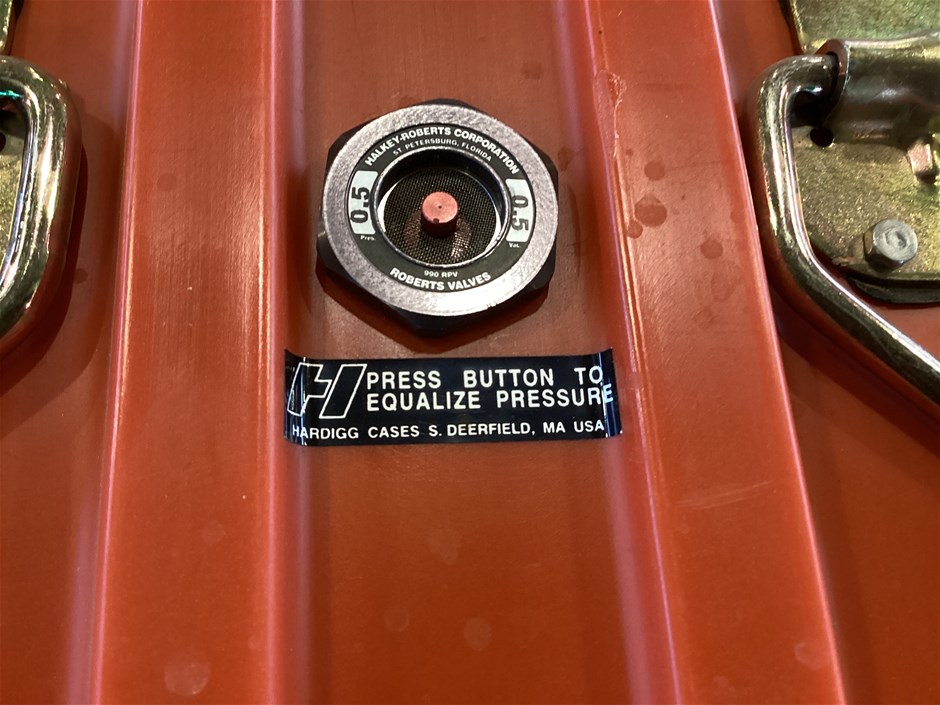 HALKEY-ROBERTS CORPORATION
ST. PETERSBURG, FLORIDA
0.5
Pres.
0.5
Vac.
990 RPV
ROBERTS VALVES
H PRESS BUTTON TO
EQUALIZE PRESSURE
HARDIGG CASES S. DEERFIELD, MA USA